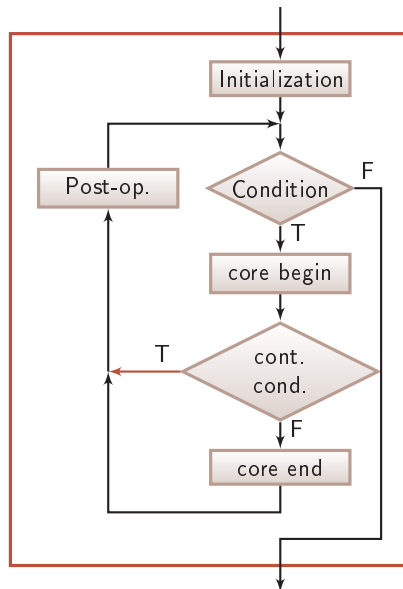 Initialization
F
Post-op.
Condition
T
core begin
T
cont.
cond.
F
core end